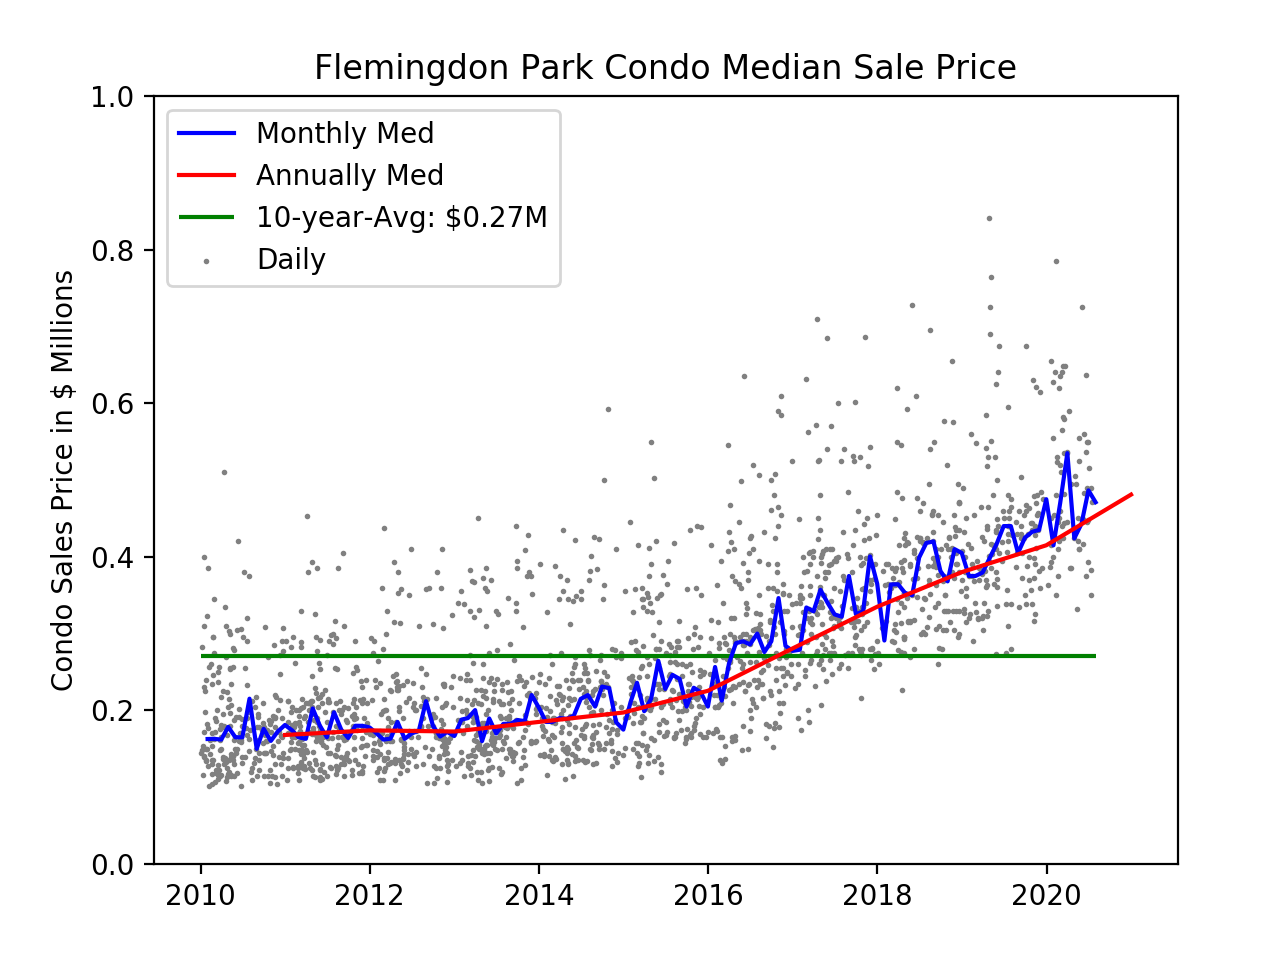 Flemingdon Park Condo Median Sale Price
Condo Sales Price in $ Millions
1.0
0.8
0.6
0.4
0.2
0.0
Monthly Med
Annually Med
10-year-Avg: $0.27M
Daily
2010 2012 2014 2016 2018 2020